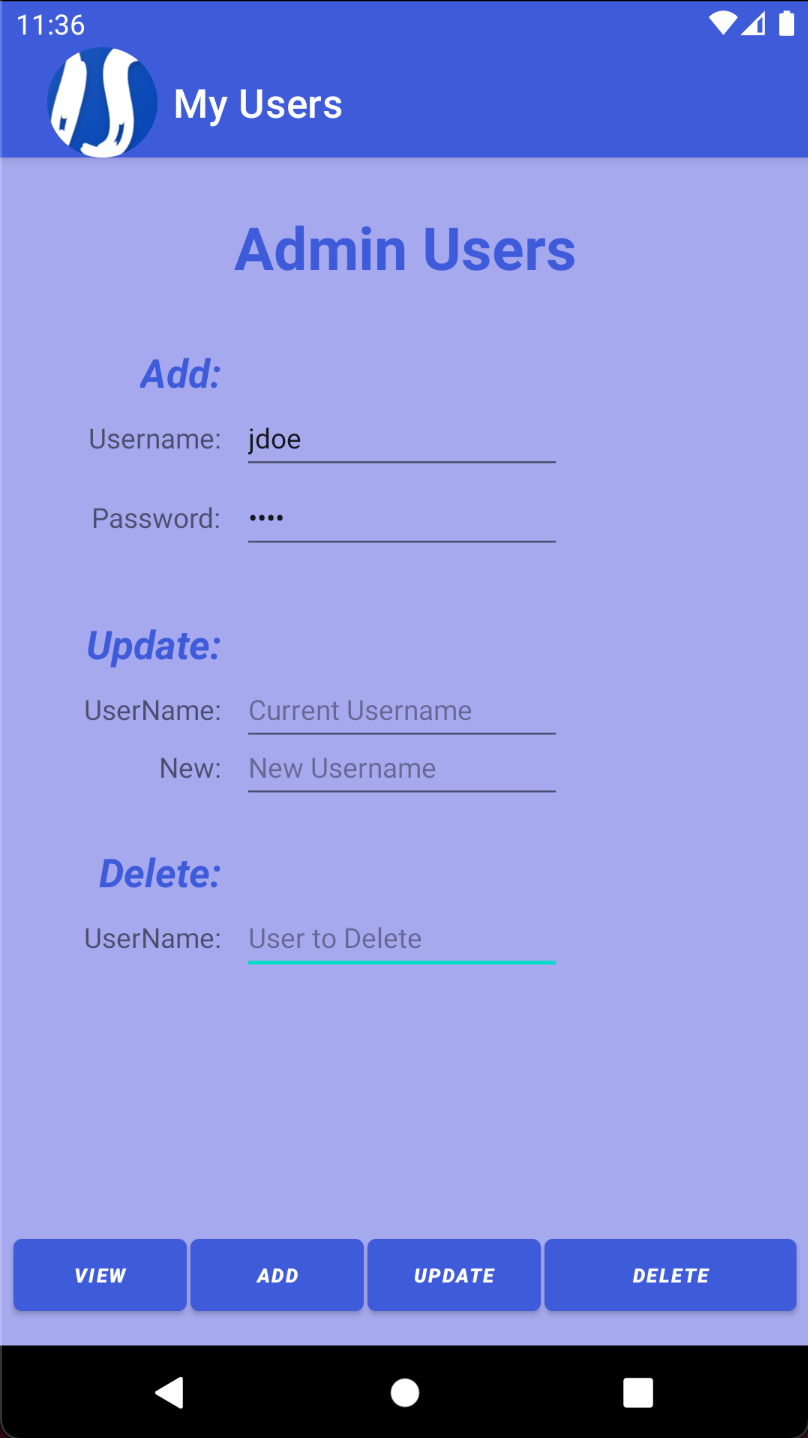 11:36
My Users
Admin Users
Add:
Username: jdoe
Password: ••••
Update:
UserName: Current Username
New: New Username
Delete:
UserName: User to Delete
VIEW ADD UPDATE DELETE